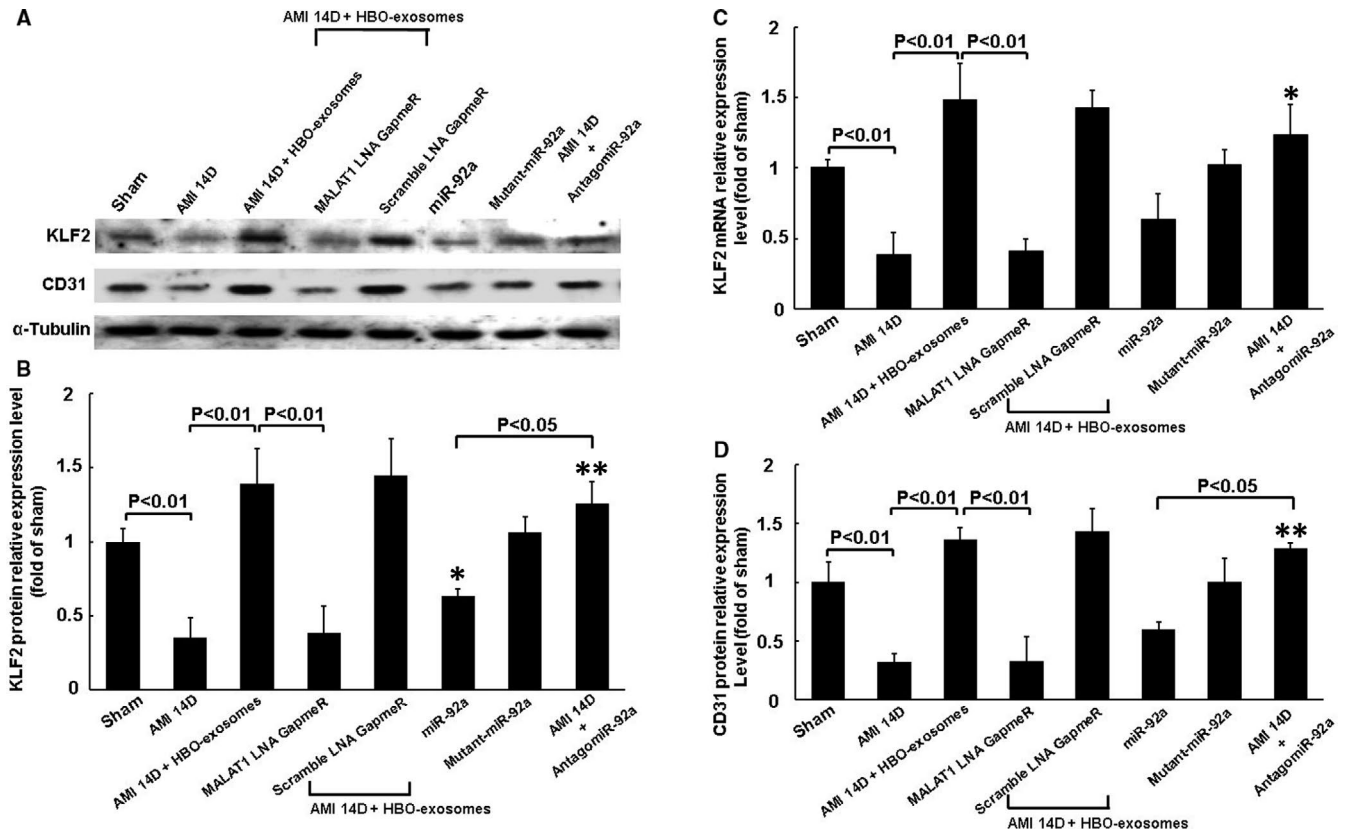 A
AMI 14D + HBO-exosomes
Sham
AMI 14D
AMI 14D + HBO-exosomes
MALAT1 LNA GapmeR
Scramble LNA GapmeR
miR-92a
Mutant-miR-92a
AMI 14D
+
AntagomiR-92a
KLF2
CD31
α-Tubulin
B
KLF2 protein relative expression level
(fold of sham)
2
1.5
1
0.5
0
P<0.01
P<0.01
P<0.01
P<0.05
*
**
Sham
AMI 14D
AMI 14D + HBO-exosomes
MALAT1 LNA GapmeR
Scramble LNA GapmeR
miR-92a
Mutant-miR-92a
AMI 14D
+
AntagomiR-92a
AMI 14D + HBO-exosomes
C
KLF2 mRNA relative expression
level (fold of sham)
2
1.5
1
0.5
0
P<0.01
P<0.01
P<0.01
*
Sham
AMI 14D
AMI 14D + HBO-exosomes
MALAT1 LNA GapmeR
Scramble LNA GapmeR
miR-92a
Mutant-miR-92a
AMI 14D
+
AntagomiR-92a
AMI 14D + HBO-exosomes
D
CD31 protein relative expression
Level (fold of sham)
2
1.5
1
0.5
0
P<0.01
P<0.01
P<0.01
P<0.05
**
Sham
AMI 14D
AMI 14D + HBO-exosomes
MALAT1 LNA GapmeR
Scramble LNA GapmeR
miR-92a
Mutant-miR-92a
AMI 14D
+
AntagomiR-92a
AMI 14D + HBO-exosomes